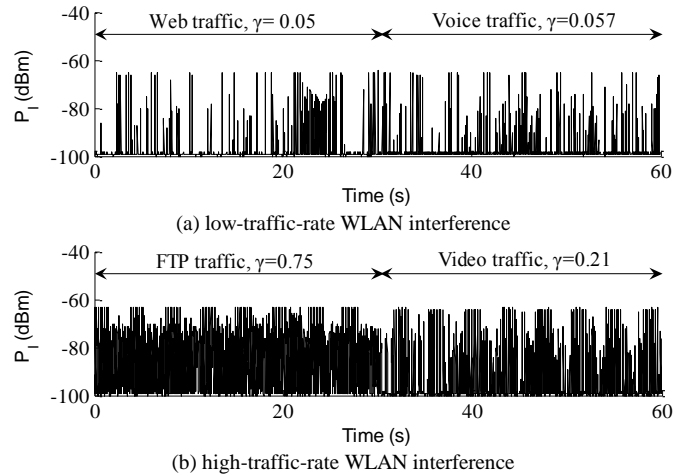 -40
Web traffic, γ= 0.05
Voice traffic, γ=0.057
-60
P_I (dBm)
-80
-100
0
20
40
60
Time (s)
(a) low-traffic-rate WLAN interference
-40
FTP traffic, γ=0.75
Video traffic, γ=0.21
-60
P_I (dBm)
-80
-100
0
20
40
60
Time (s)
(b) high-traffic-rate WLAN interference